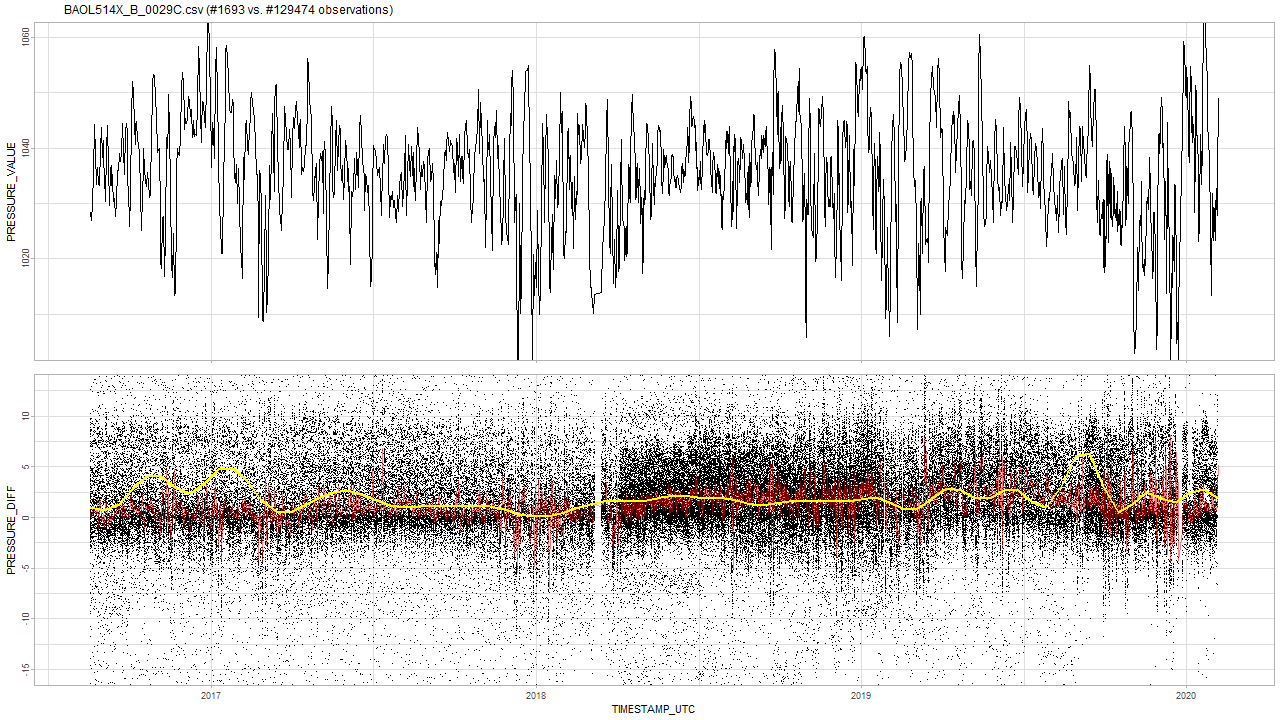 BAOL514X_B_0029C.csv (#1693 vs. #129474 observations)
1060
1040
1020
PRESSURE_VALUE
10
5
0
-5
-10
-15
PRESSURE_DIFF
2017 2018 2019 2020
TIMESTAMP_UTC